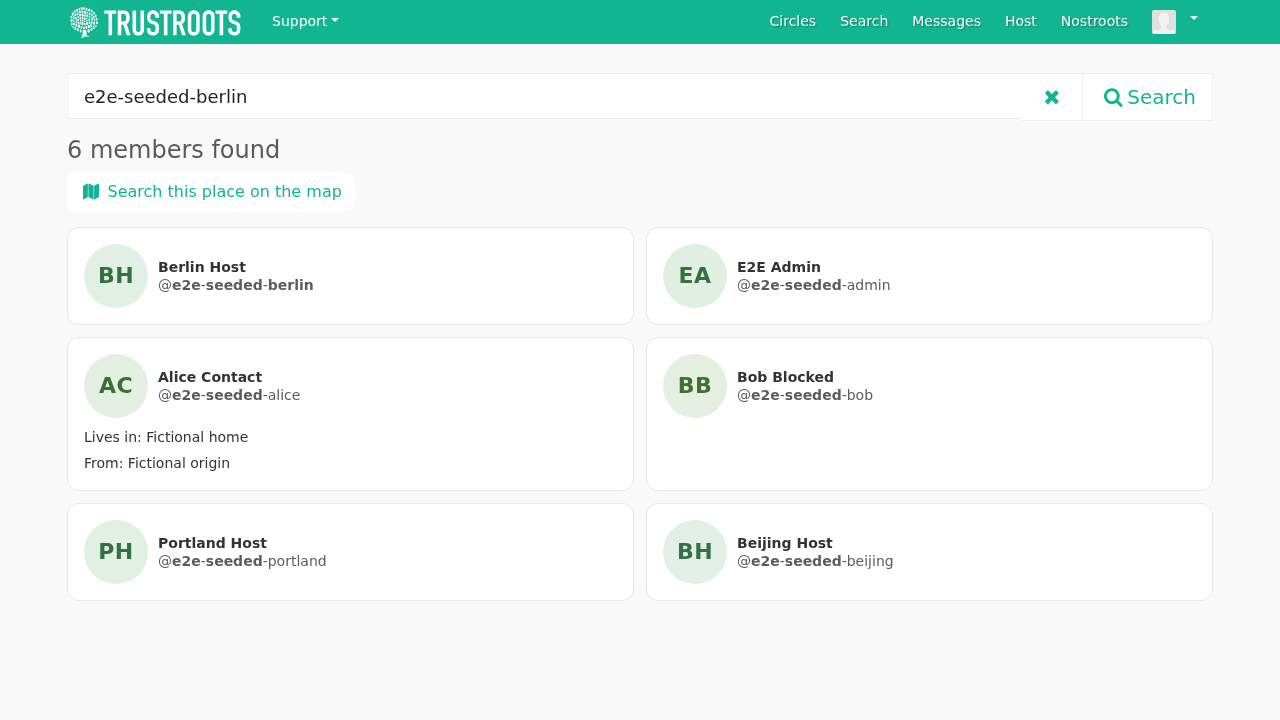 TRUSTROOTS Support Circles Search Messages Host Nostroots
e2e-seeded-berlin Search
6 members found
Search this place on the map
BH Berlin Host
@e2e-seeded-berlin
EA E2E Admin
@e2e-seeded-admin
AC Alice Contact
@e2e-seeded-alice
Lives in: Fictional home
From: Fictional origin
BB Bob Blocked
@e2e-seeded-bob
PH Portland Host
@e2e-seeded-portland
BH Beijing Host
@e2e-seeded-beijing